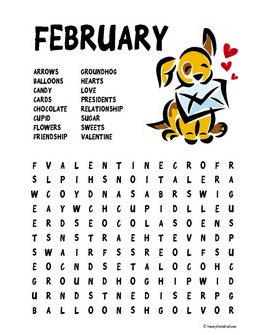 FEBRUARY
ARROWS GROUNDHOG
BALLOONS HEARTS
CANDY LOVE
CARDS PRESIDENTS
CHOCOLATE RELATIONSHIP
CUPID SUGAR
FLOWERS SWEETS
FRIENDSHIP VALENTINE
F V A L E N T I N E C R O F R
S L P I H S N O I T A L E R A
W C O Y D N A S A B R S W I G
E A Y W C H C U P I D L L E U
E R D S E O C O L A S O E N S
T S N S T R A E H T E V N D P
S W A I R F S S R E O L F S U
E O C N D S E T A L O C O H C
G R O U N D H O G H I P W I D
U R N D S T N E D I S E R P G
B A L L O O N S H G O L V O R